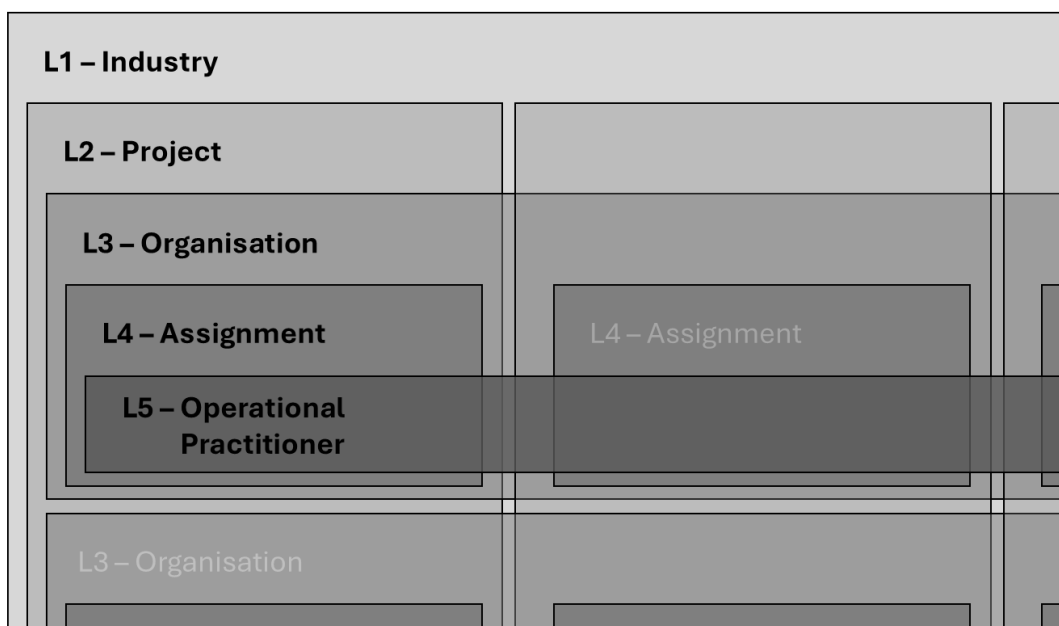 L1 – Industry
L2 – Project
L3 – Organisation
L4 – Assignment
L4 – Assignment
L5 – Operational
Practitioner
L3 – Organisation